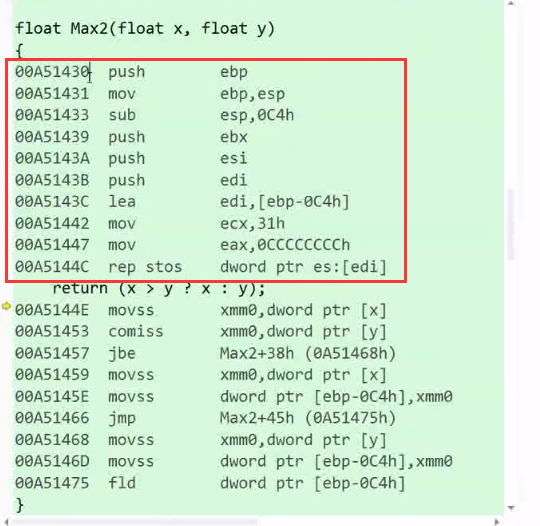 float Max2(float x, float y)
{
00A51430 push ebp
00A51431 mov ebp,esp
00A51433 sub esp,0C4h
00A51439 push ebx
00A5143A push esi
00A5143B push edi
00A5143C lea edi,[ebp-0C4h]
00A51442 mov ecx,31h
00A51447 mov eax,0CCCCCCCCh
00A5144C rep stos dword ptr es:[edi]
return (x > y ? x : y);
00A5144E movss xmm0,dword ptr [x]
00A51453 comiss xmm0,dword ptr [y]
00A51457 jbe Max2+38h (0A51468h)
00A51459 movss xmm0,dword ptr [x]
00A5145E movss dword ptr [ebp-0C4h],xmm0
00A51466 jmp Max2+45h (0A51475h)
00A51468 movss xmm0,dword ptr [y]
00A5146D movss dword ptr [ebp-0C4h],xmm0
00A51475 fld dword ptr [ebp-0C4h]
}